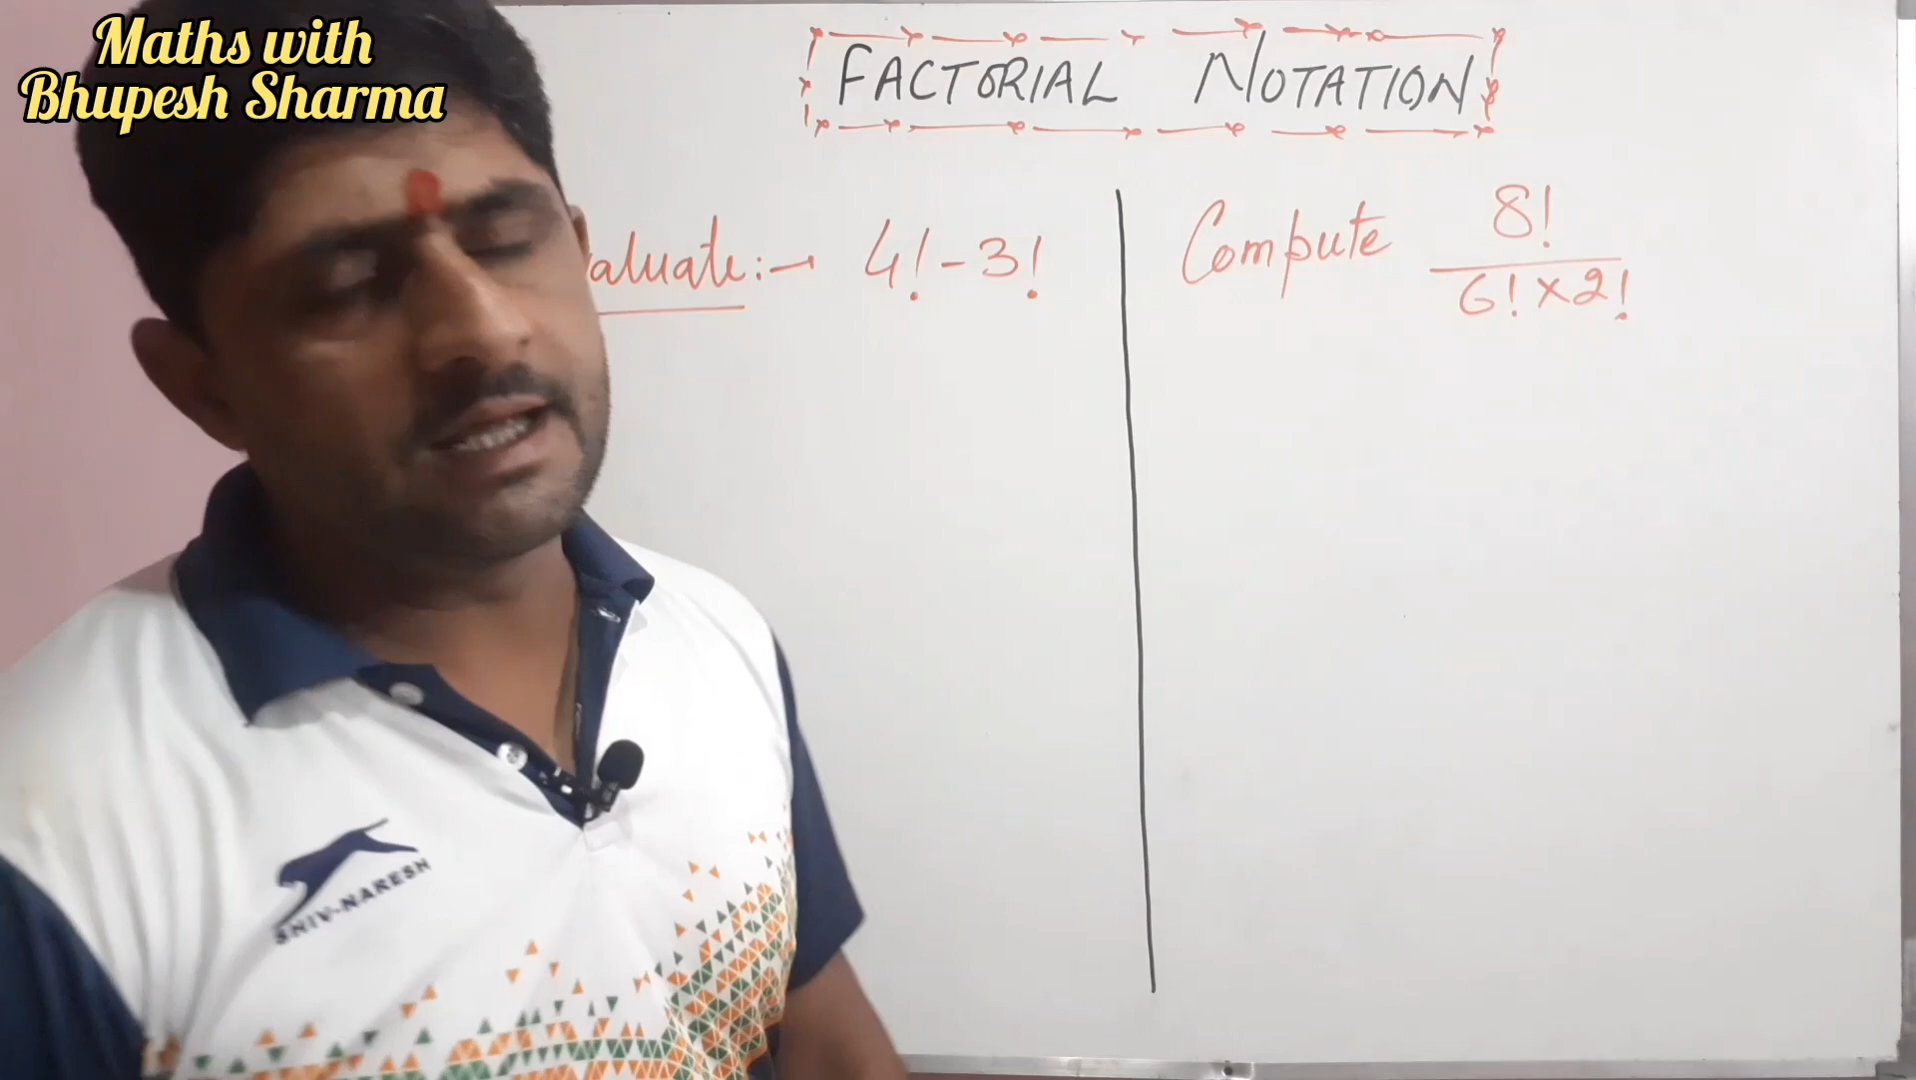 Maths with
Bhupesh Sharma
FACTORIAL NOTATION
aluate:→ 4!-3!
Compute 8!
6!×2!
SHIV-NARESH